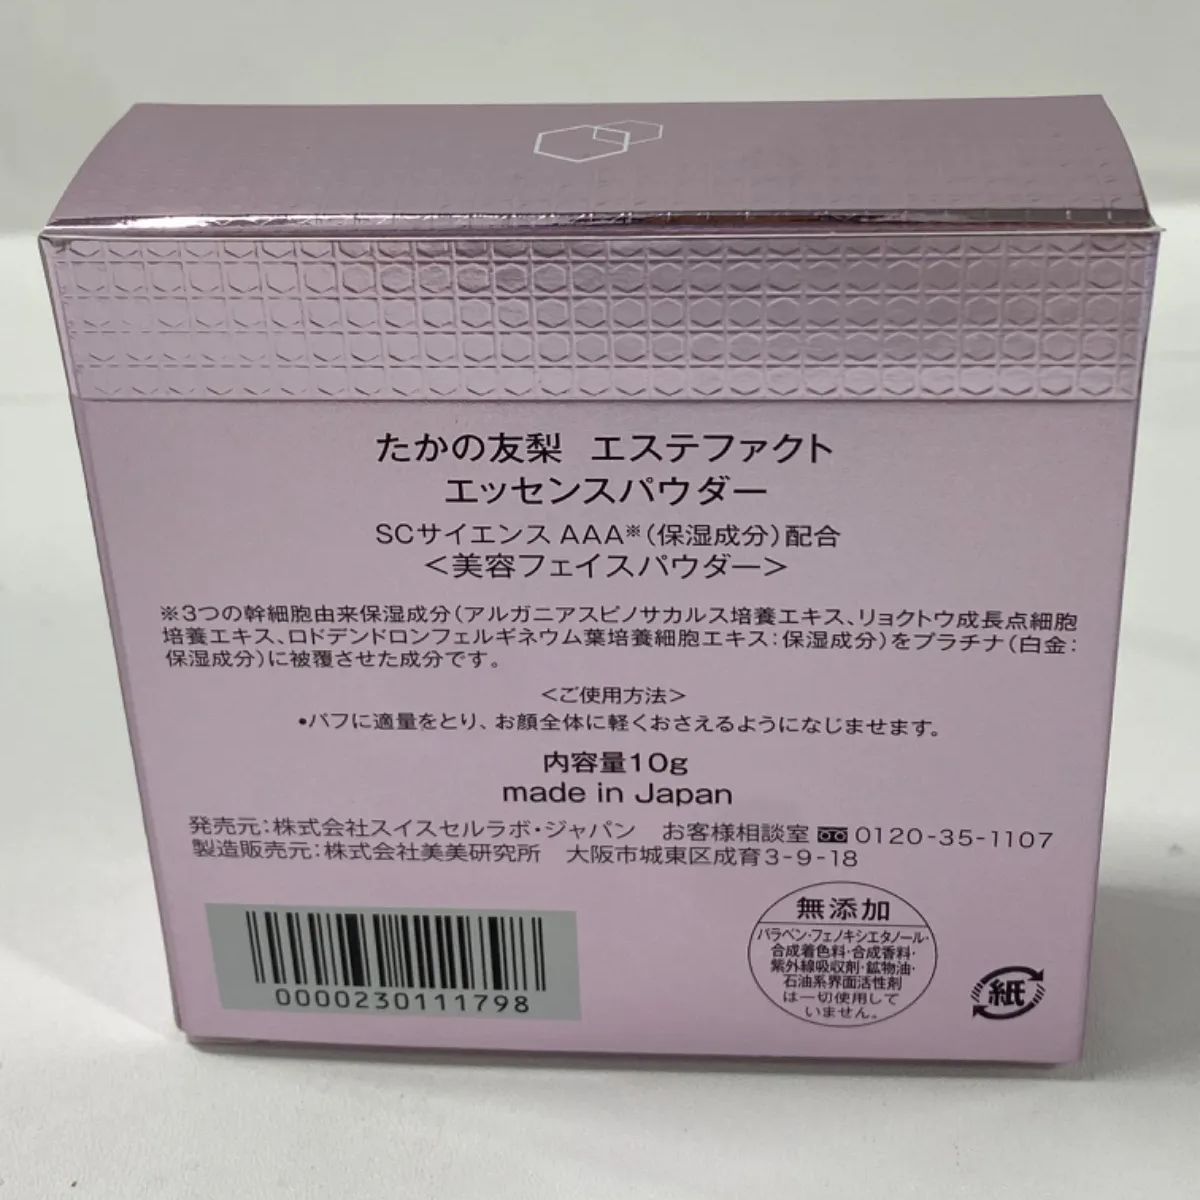 たかの友梨 エステファクト
エッセンスパウダー
SCサイエンス AAA※(保湿成分)配合
<美容フェイスパウダー>
※3つの幹細胞由来保湿成分(アルガニアスピノサカルス培養エキス、リョクトウ成長点細胞
培養エキス、ロドデンドロンフェルギネウム葉培養細胞エキス:保湿成分)をプラチナ(白金:
保湿成分)に被覆させた成分です。
<ご使用方法>
•パフに適量をとり、お顔全体に軽くおさえるようになじませます。
内容量10g
made in Japan
発売元:株式会社スイスセルラボ・ジャパン お客様相談室 0120-35-1107
製造販売元:株式会社美美研究所 大阪市城東区成育3-9-18
0000230111798
無添加
パラベン・フェノキシエタノール・
合成着色料・合成香料・
紫外線吸収剤・鉱物油・
石油系界面活性剤
は一切使用して
いません。
紙